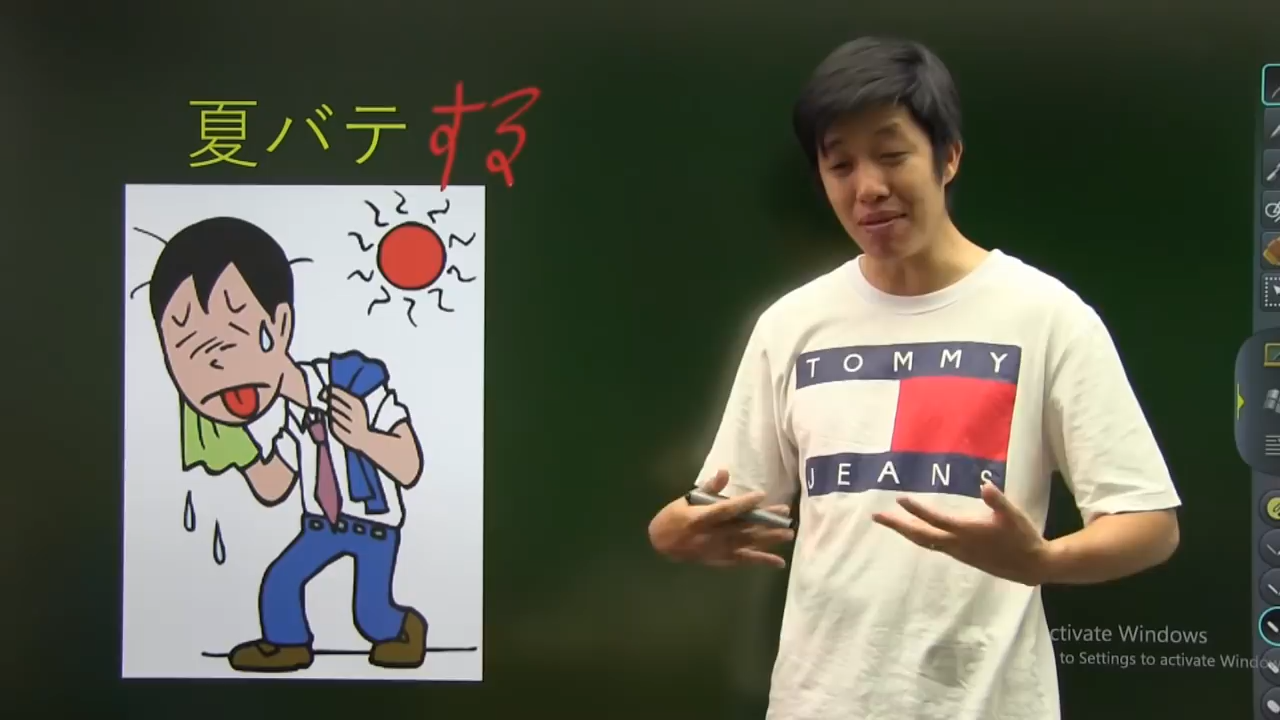 夏バテする
TOMMY
JEANS
ctivate Windows
to Settings to activate Windo